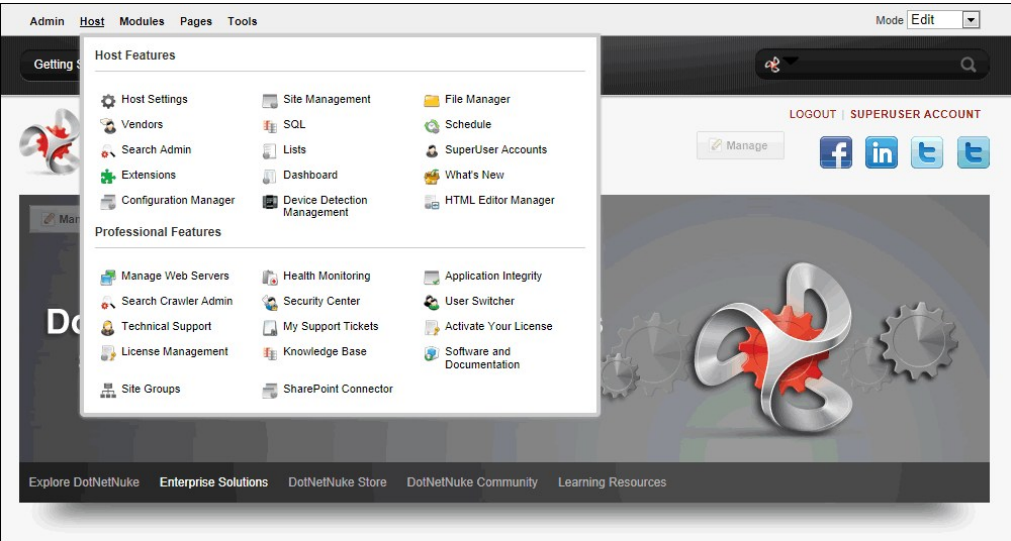 Admin Host Modules Pages Tools Mode Edit
Host Features
Getting
Host Settings Site Management File Manager
LOGOUT | SUPERUSER ACCOUNT
Vendors SQL Schedule
Search Admin Lists SuperUser Accounts
Manage
Extensions Dashboard What's New
Configuration Manager Device Detection HTML Editor Manager
Management
Professional Features
Manage Web Servers Health Monitoring Application Integrity
Search Crawler Admin Security Center User Switcher
Technical Support My Support Tickets Activate Your License
License Management Knowledge Base Software and
Documentation
Site Groups SharePoint Connector
Explore DotNetNuke Enterprise Solutions DotNetNuke Store DotNetNuke Community Learning Resources